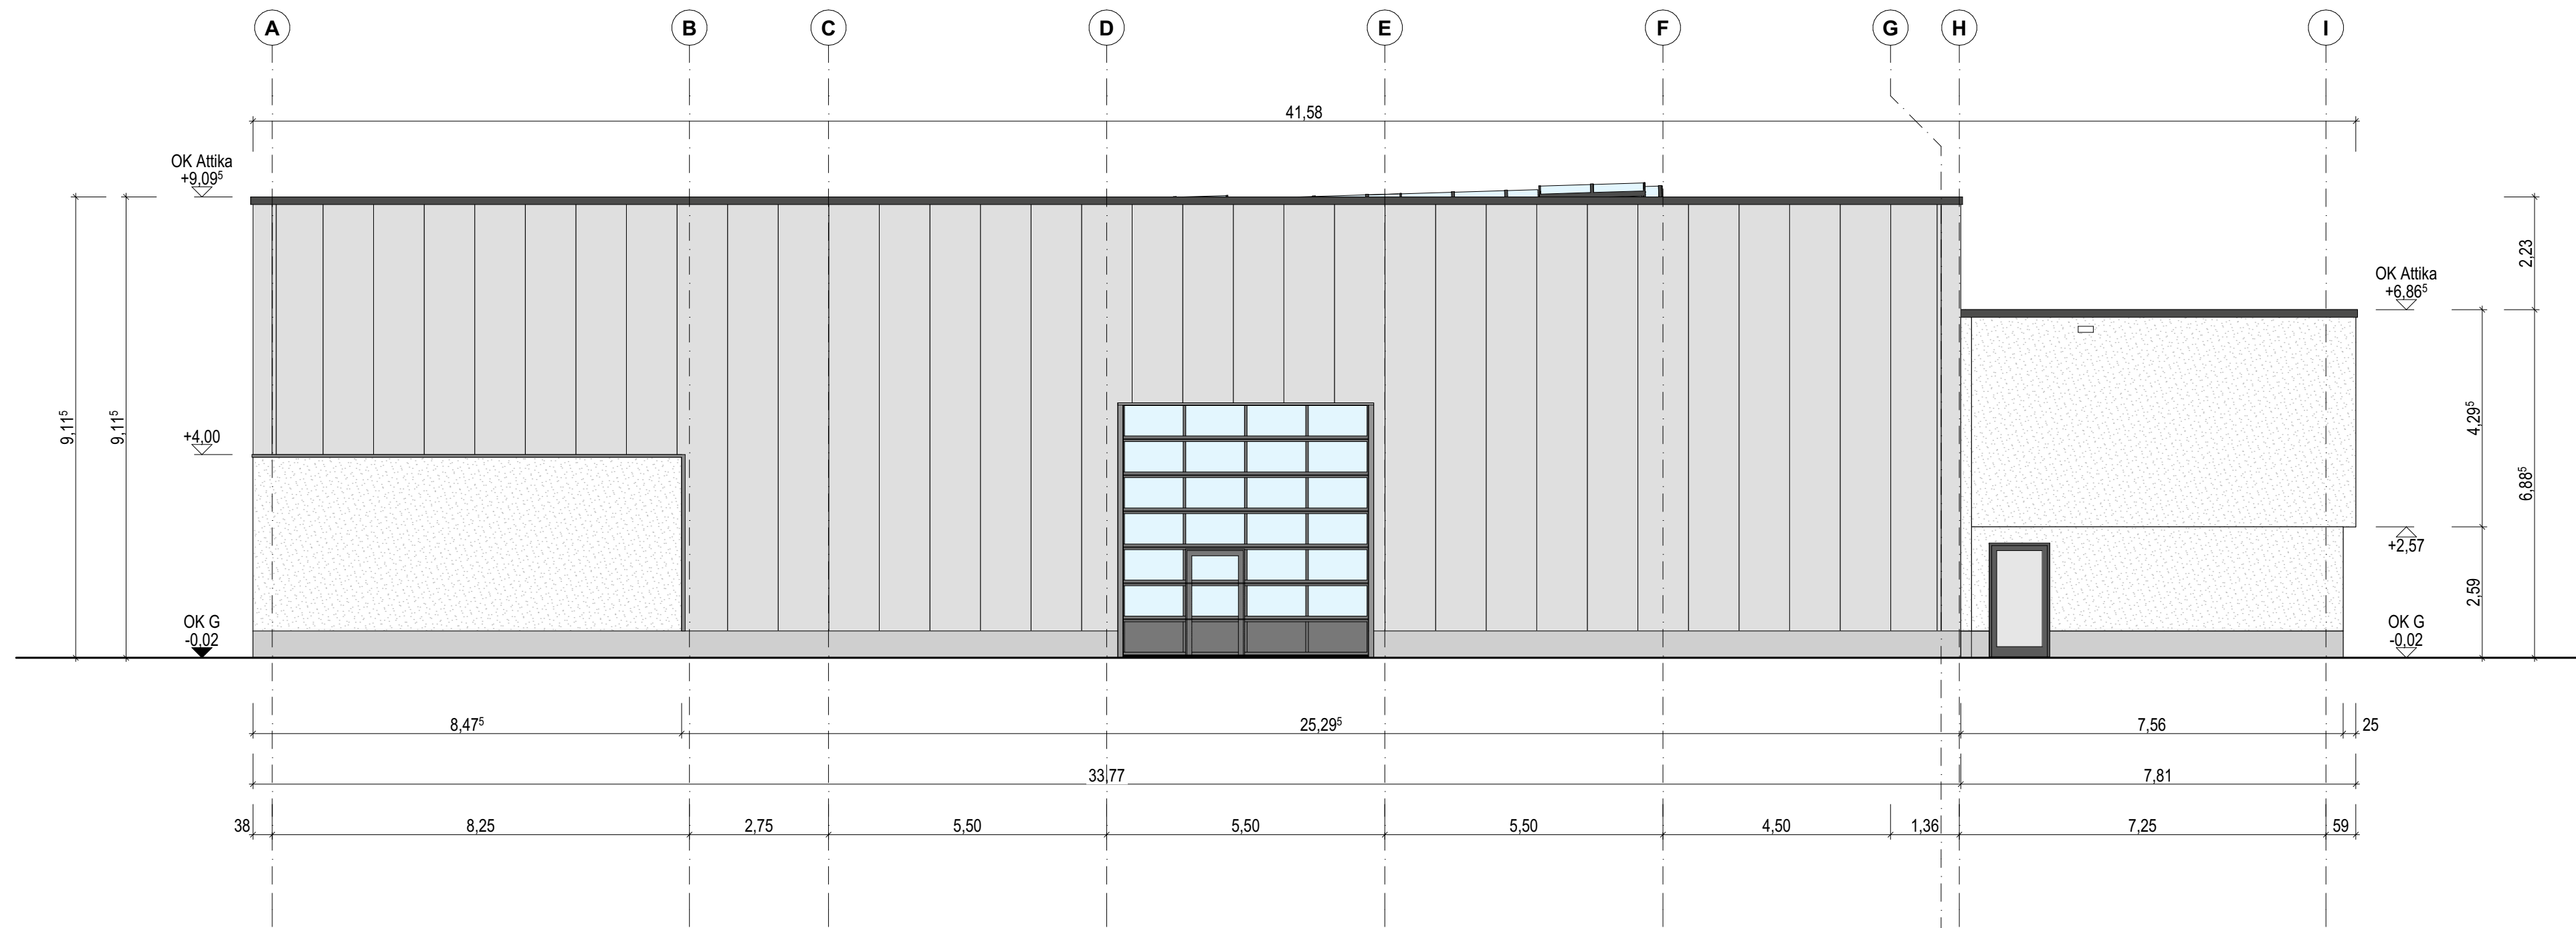 A B C D E F G H I
41,58
OK Attika
+9,09⁵
OK Attika
+6,86⁵
2,23
9,11⁵
9,11⁵
4,29⁵
6,88⁵
+4,00
+2,57
2,59
OK G
-0,02
OK G
-0,02
8,47⁵ 25,29⁵ 7,56 25
33,77 7,81
38 8,25 2,75 5,50 5,50 5,50 4,50 1,36 7,25 59